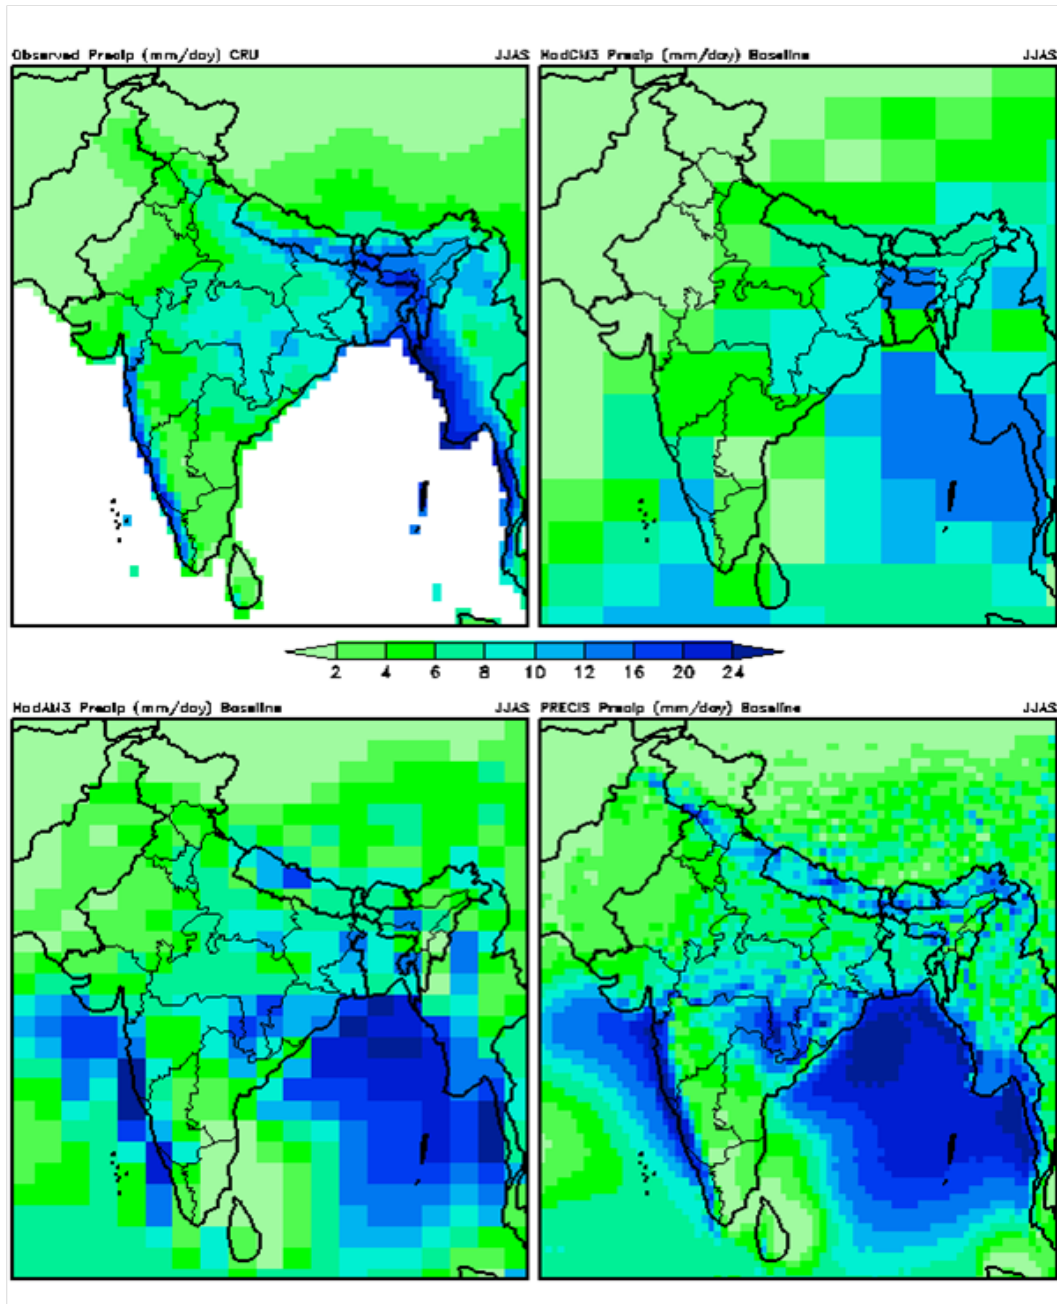 Observed Precip (mm/day) CRU JJAS
HadCM3 Precip (mm/day) Baseline JJAS
2 4 6 8 10 12 16 20 24
HadAM3 Precip (mm/day) Baseline JJAS
PRECIS Precip (mm/day) Baseline JJAS